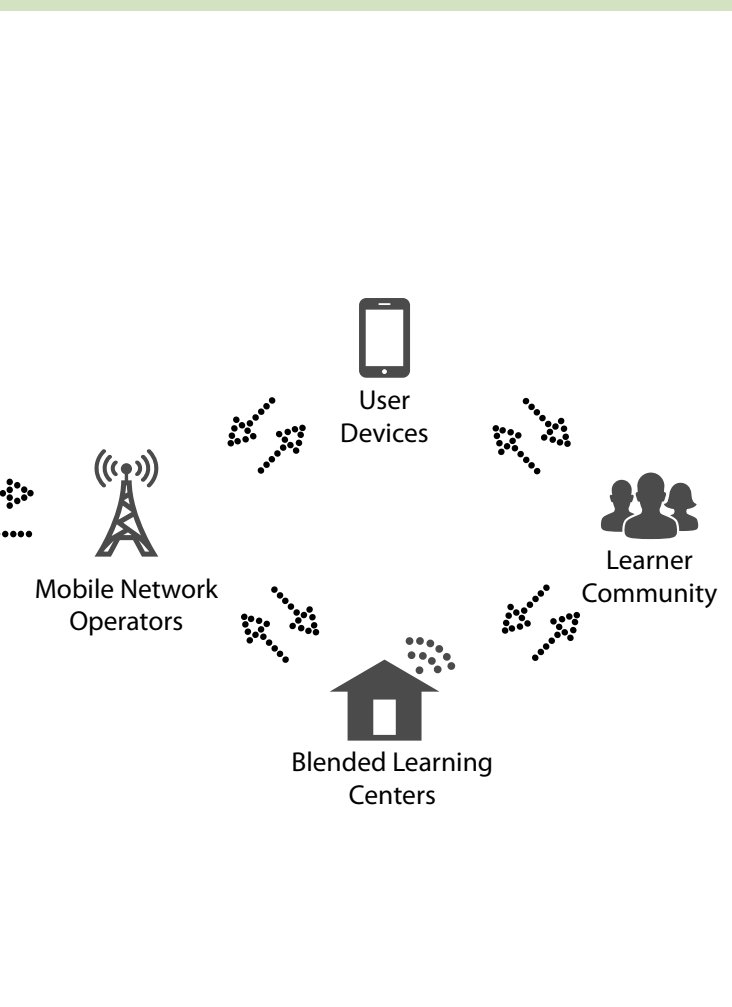 User
Devices
Mobile Network
Operators
Learner
Community
Blended Learning
Centers